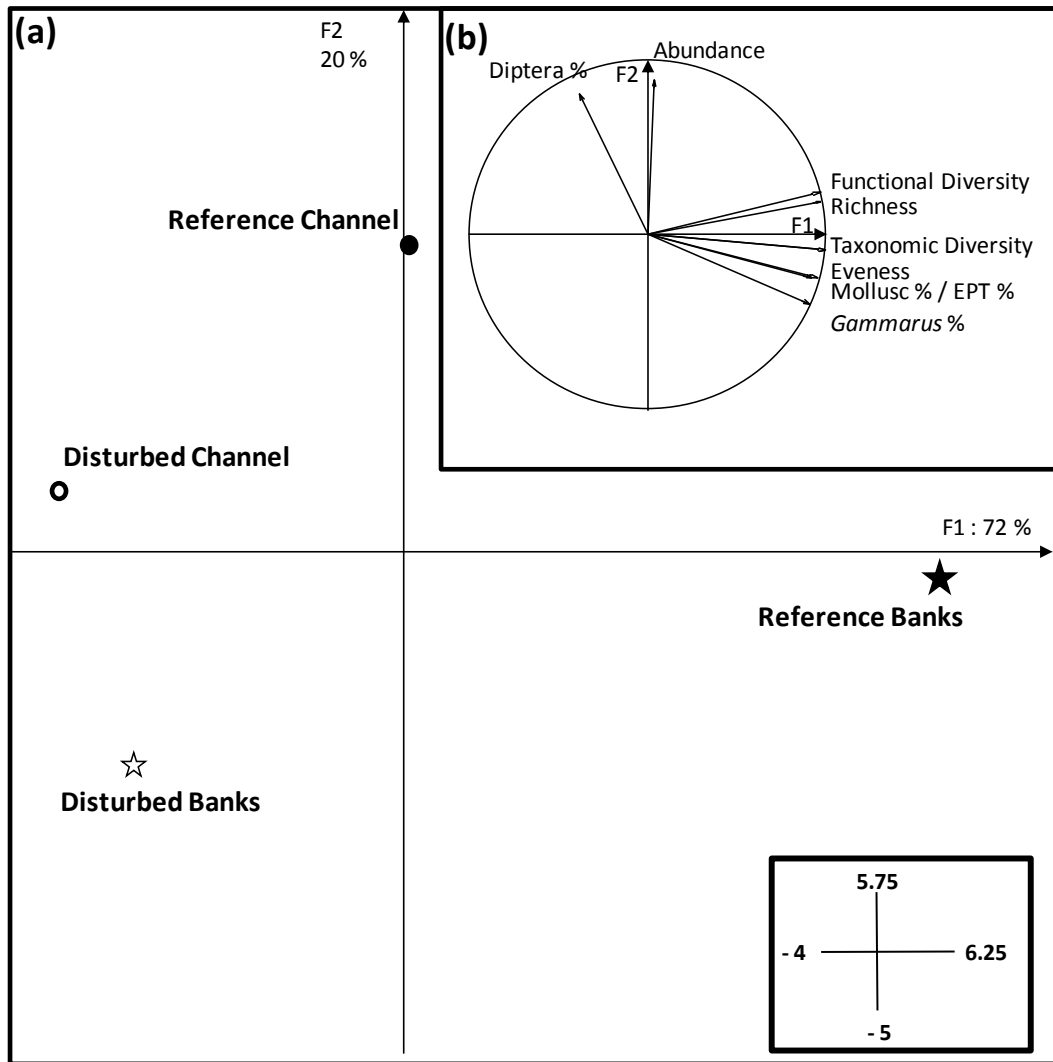 (a)
F2
20 %
Reference Channel
Disturbed Channel
F1 : 72 %
Reference Banks
Disturbed Banks
(b)
Abundance
Diptera %
F2
Functional Diversity
Richness
F1
Taxonomic Diversity
Eveness
Mollusc % / EPT %
Gammarus %
5.75
- 4
6.25
- 5